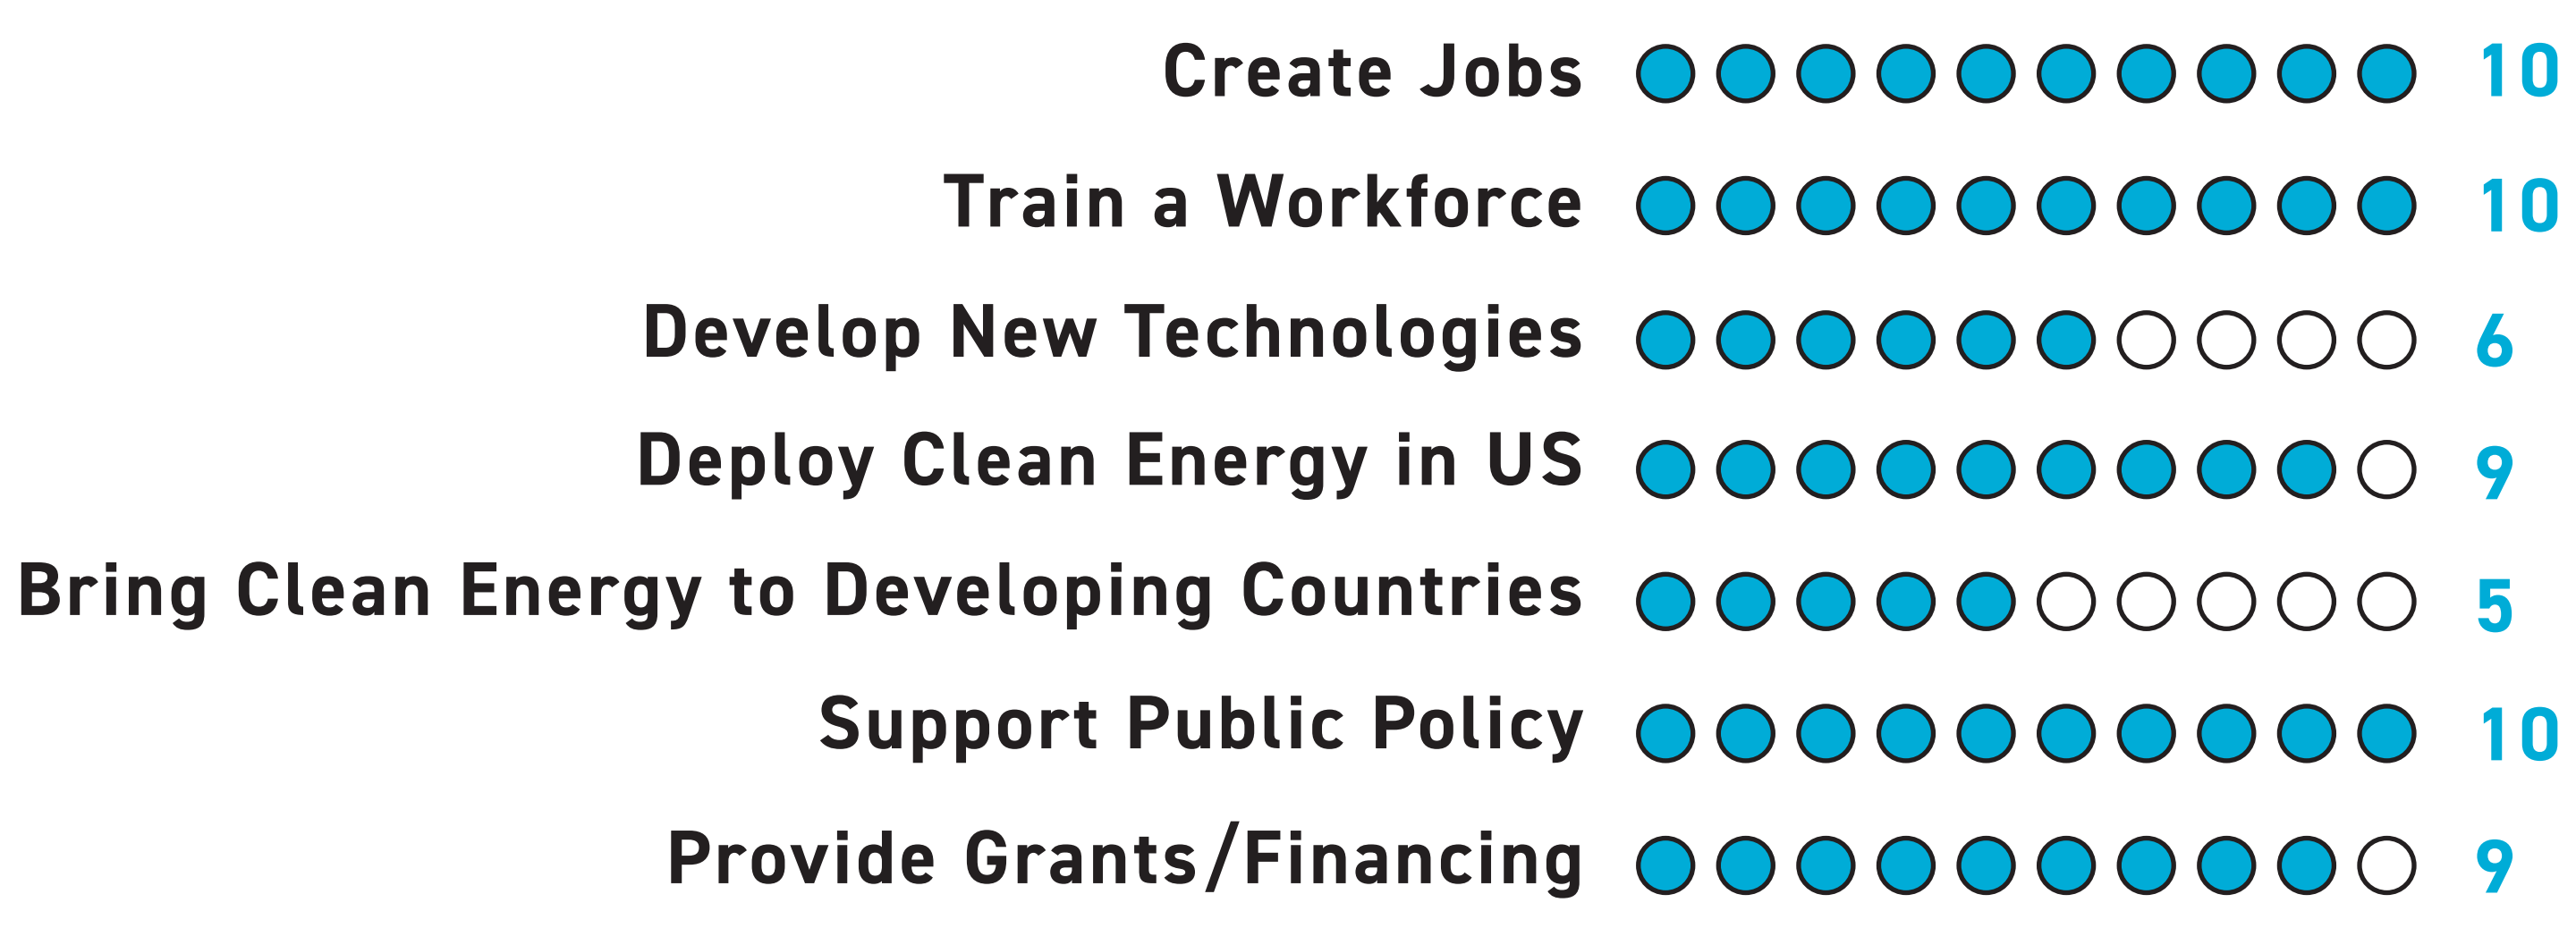 Create Jobs 10
Train a Workforce 10
Develop New Technologies 6
Deploy Clean Energy in US 9
Bring Clean Energy to Developing Countries 5
Support Public Policy 10
Provide Grants/Financing 9